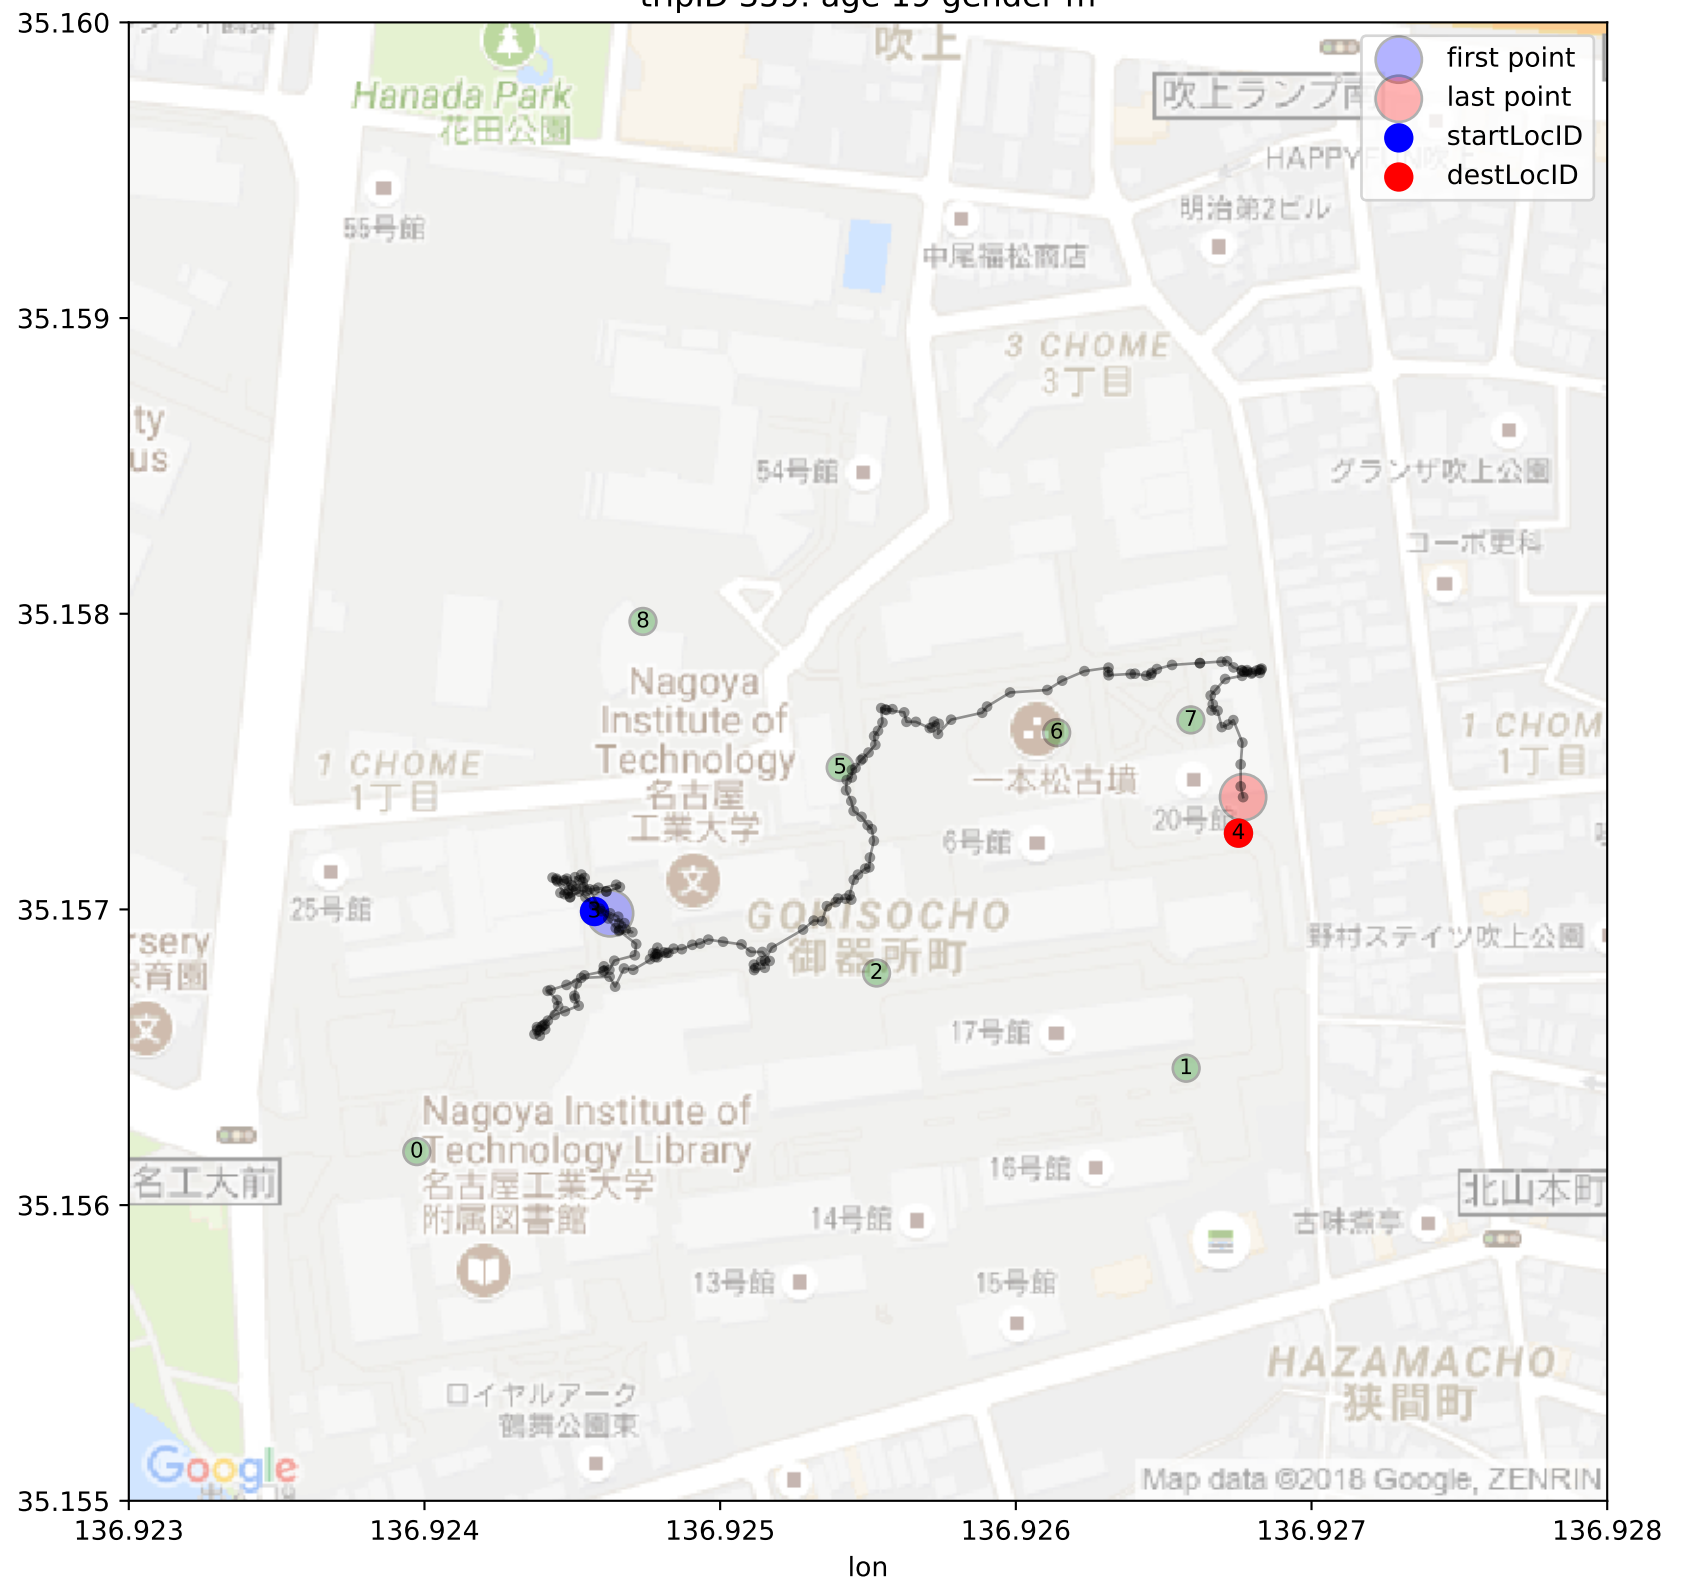 35.160
35.159
35.158
35.157
35.156
35.155
136.923
136.924
136.925
136.926
136.927
136.928
lon
first point
last point
startLocID
destLocID
吹上
Hanada Park
花田公園
55号館
中尾福松商店
明治第2ビル
3 CHOME
3丁目
54号館
グランザ吹上公園
コーポ更科
8
Nagoya
Institute of
Technology
名古屋
工業大学
1 CHOME
1丁目
5
6
7
一本松古墳
20号館
4
6号館
1 CHOM
1丁目
25号館
3
GOKISOCHO
御器所町
2
野村ステイツ吹上公園
17号館
1
0
Nagoya Institute of
Technology Library
名古屋工業大学
附属図書館
名工大前
16号館
14号館
13号館
15号館
古味煮亭
北山本町
HAZAMACHO
狭間町
ロイヤルアーク
鶴舞公園東
Google
Map data ©2018 Google, ZENRIN